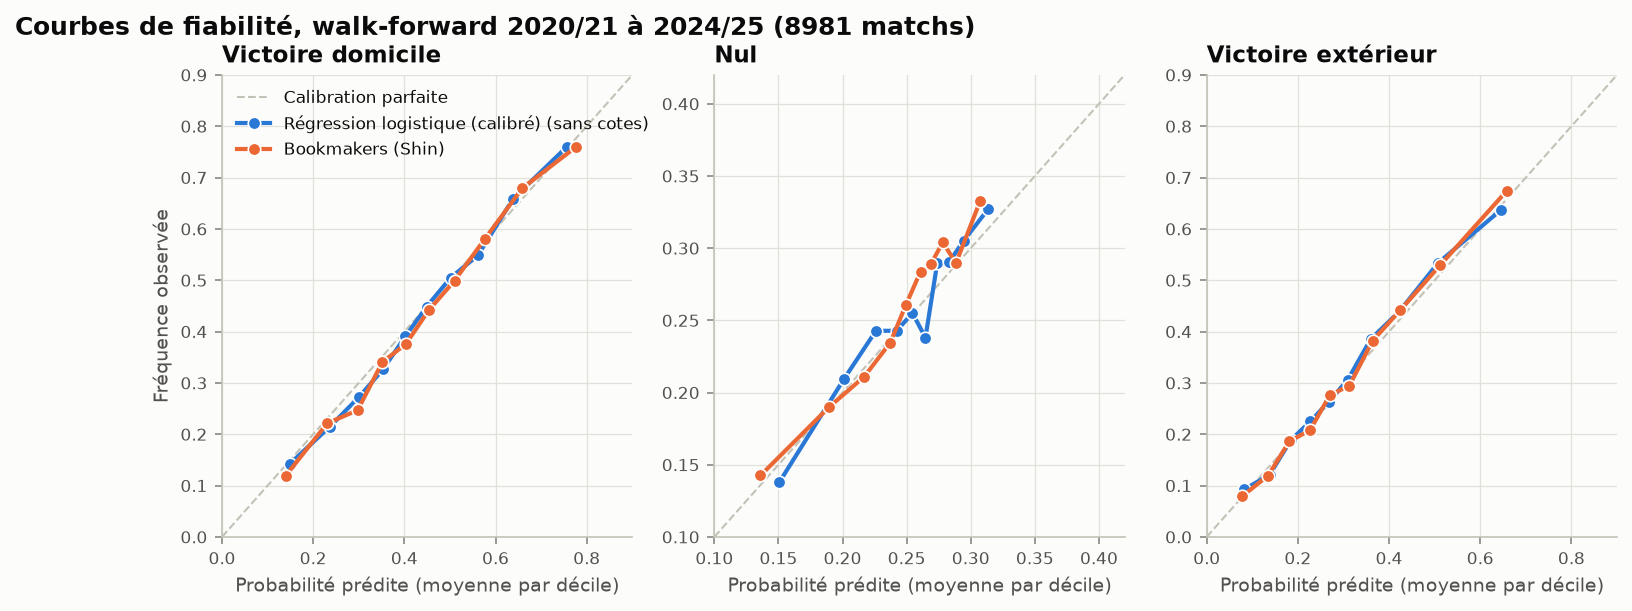 Courbes de fiabilité, walk-forward 2020/21 à 2024/25 (8981 matchs)
Victoire domicile
Calibration parfaite
Régression logistique (calibré) (sans cotes)
Bookmakers (Shin)
Fréquence observée
0.9
0.8
0.7
0.6
0.5
0.4
0.3
0.2
0.1
0.0
0.0 0.2 0.4 0.6 0.8
Probabilité prédite (moyenne par décile)
Nul
0.40
0.35
0.30
0.25
0.20
0.15
0.10
0.10 0.15 0.20 0.25 0.30 0.35 0.40
Probabilité prédite (moyenne par décile)
Victoire extérieur
0.9
0.8
0.7
0.6
0.5
0.4
0.3
0.2
0.1
0.0
0.0 0.2 0.4 0.6 0.8
Probabilité prédite (moyenne par décile)